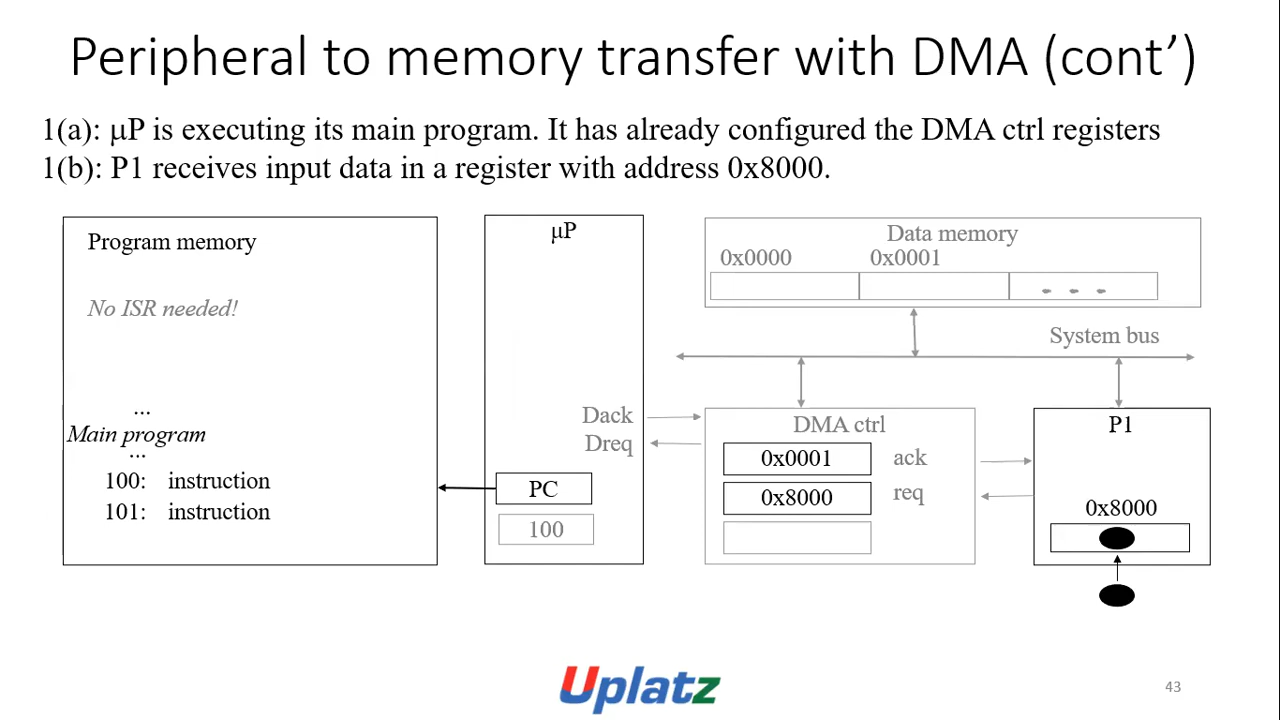 Peripheral to memory transfer with DMA (cont’)
1(a): μP is executing its main program. It has already configured the DMA ctrl registers
1(b): P1 receives input data in a register with address 0x8000.
Program memory
No ISR needed!
...
Main program
...
100: instruction
101: instruction
μP
Dack
Dreq
PC
100
Data memory
0x0000 0x0001
System bus
DMA ctrl
0x0001 ack
0x8000 req
P1
0x8000
Uplatz
43